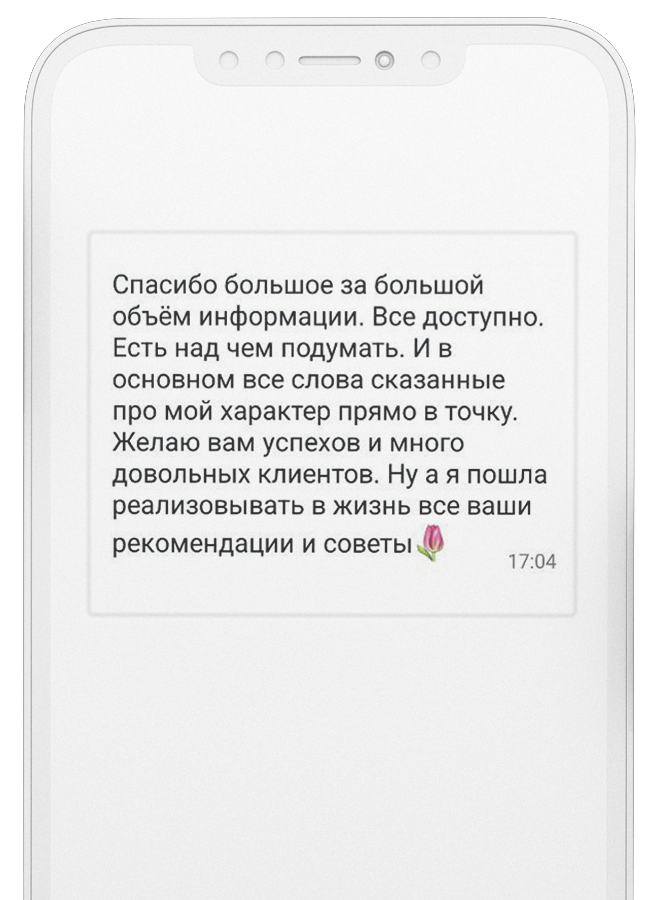 Спасибо большое за большой
объём информации. Все доступно.
Есть над чем подумать. И в
основном все слова сказанные
про мой характер прямо в точку.
Желаю вам успехов и много
довольных клиентов. Ну а я пошла
реализовывать в жизнь все ваши
рекомендации и советы🌷
17:04